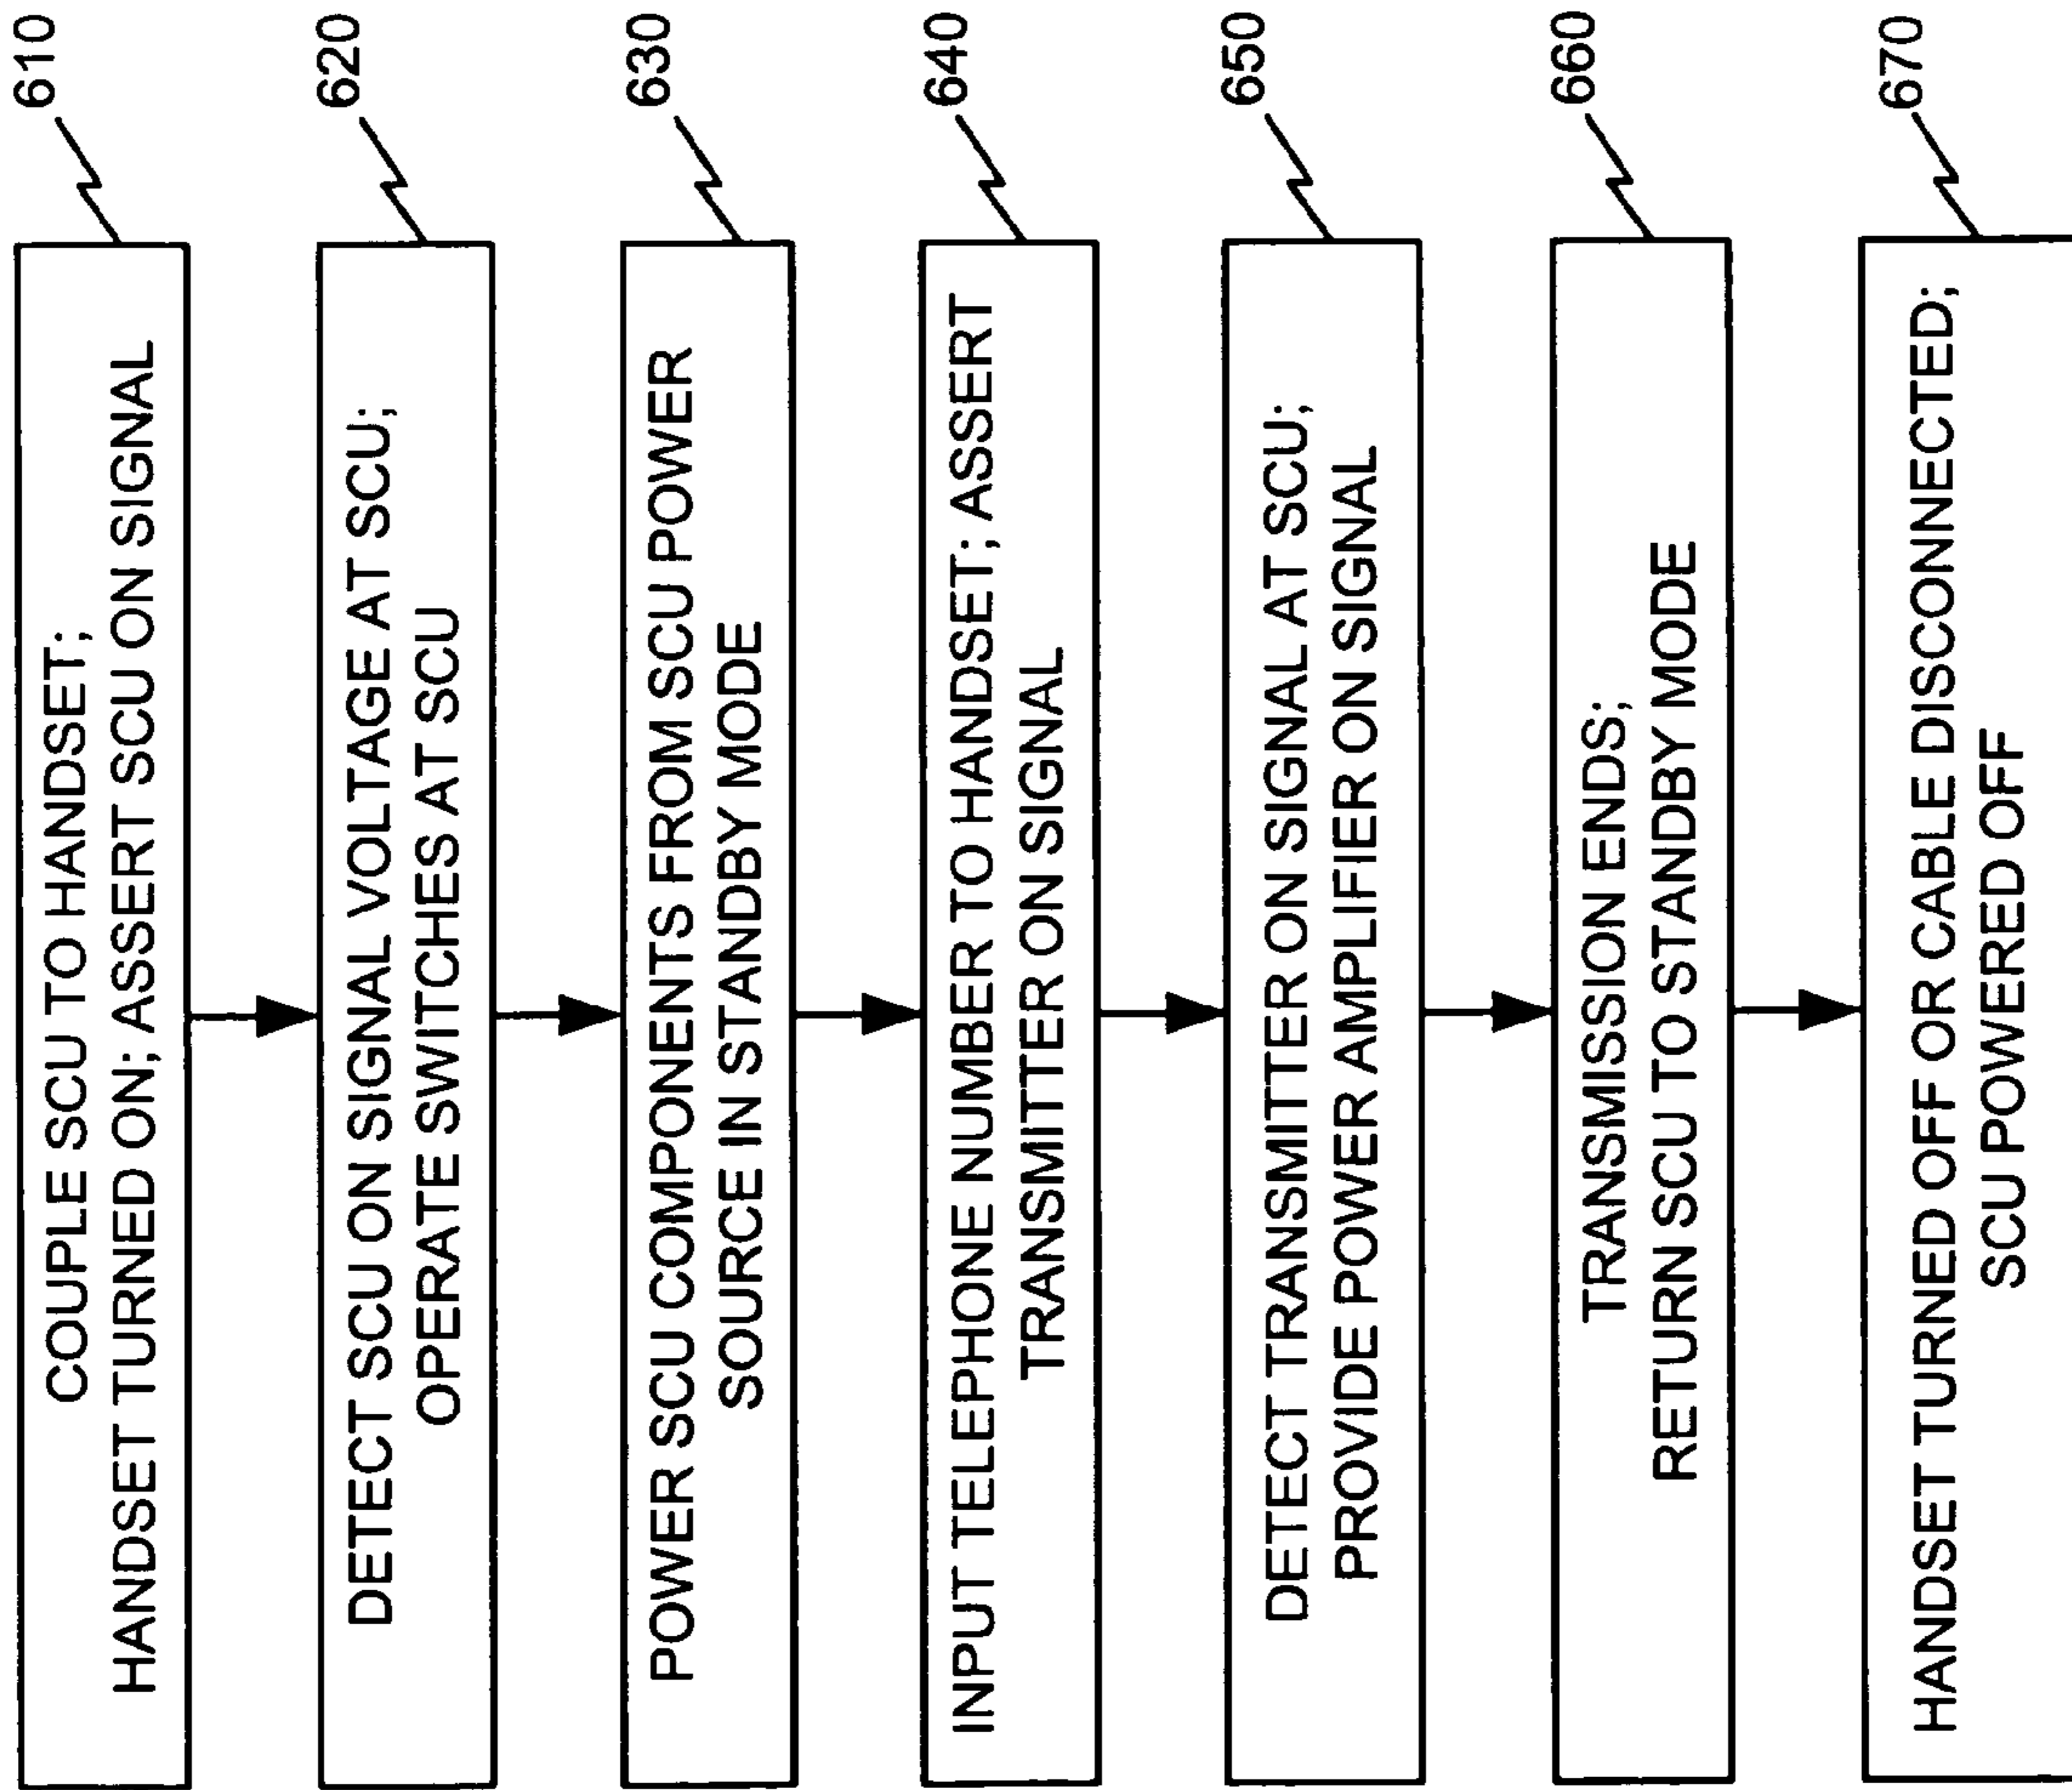 610
COUPLE SCU TO HANDSET;
HANDSET TURNED ON; ASSERT SCU ON SIGNAL
620
DETECT SCU ON SIGNAL VOLTAGE AT SCU;
OPERATE SWITCHES AT SCU
630
POWER SCU COMPONENTS FROM SCU POWER
SOURCE IN STANDBY MODE
640
INPUT TELEPHONE NUMBER TO HANDSET; ASSERT
TRANSMITTER ON SIGNAL
650
DETECT TRANSMITTER ON SIGNAL AT SCU;
PROVIDE POWER AMPLIFIER ON SIGNAL
660
TRANSMISSION ENDS;
RETURN SCU TO STANDBY MODE
670
HANDSET TURNED OFF OR CABLE DISCONNECTED;
SCU POWERED OFF